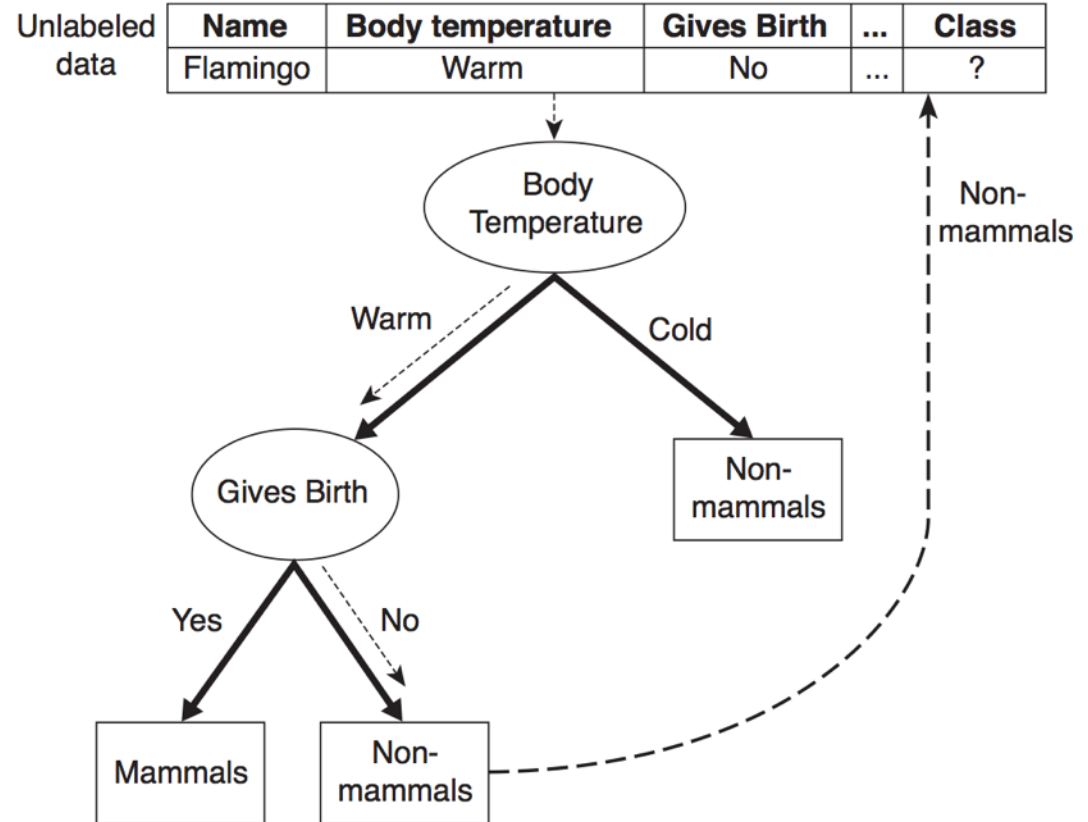 Unlabeled data
Name Body temperature Gives Birth ... Class
Flamingo Warm No ... ?
Body
Temperature
Non-
mammals
Warm
Cold
Gives Birth
Non-
mammals
Yes
No
Mammals
Non-
mammals